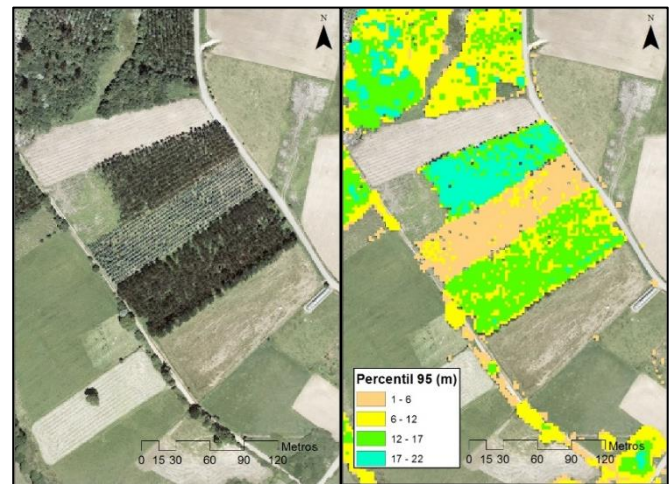 N
Metros
0 15 30 60 90 120
N
Percentil 95 (m)
1 - 6
6 - 12
12 - 17
17 - 22
Metros
0 15 30 60 90 120